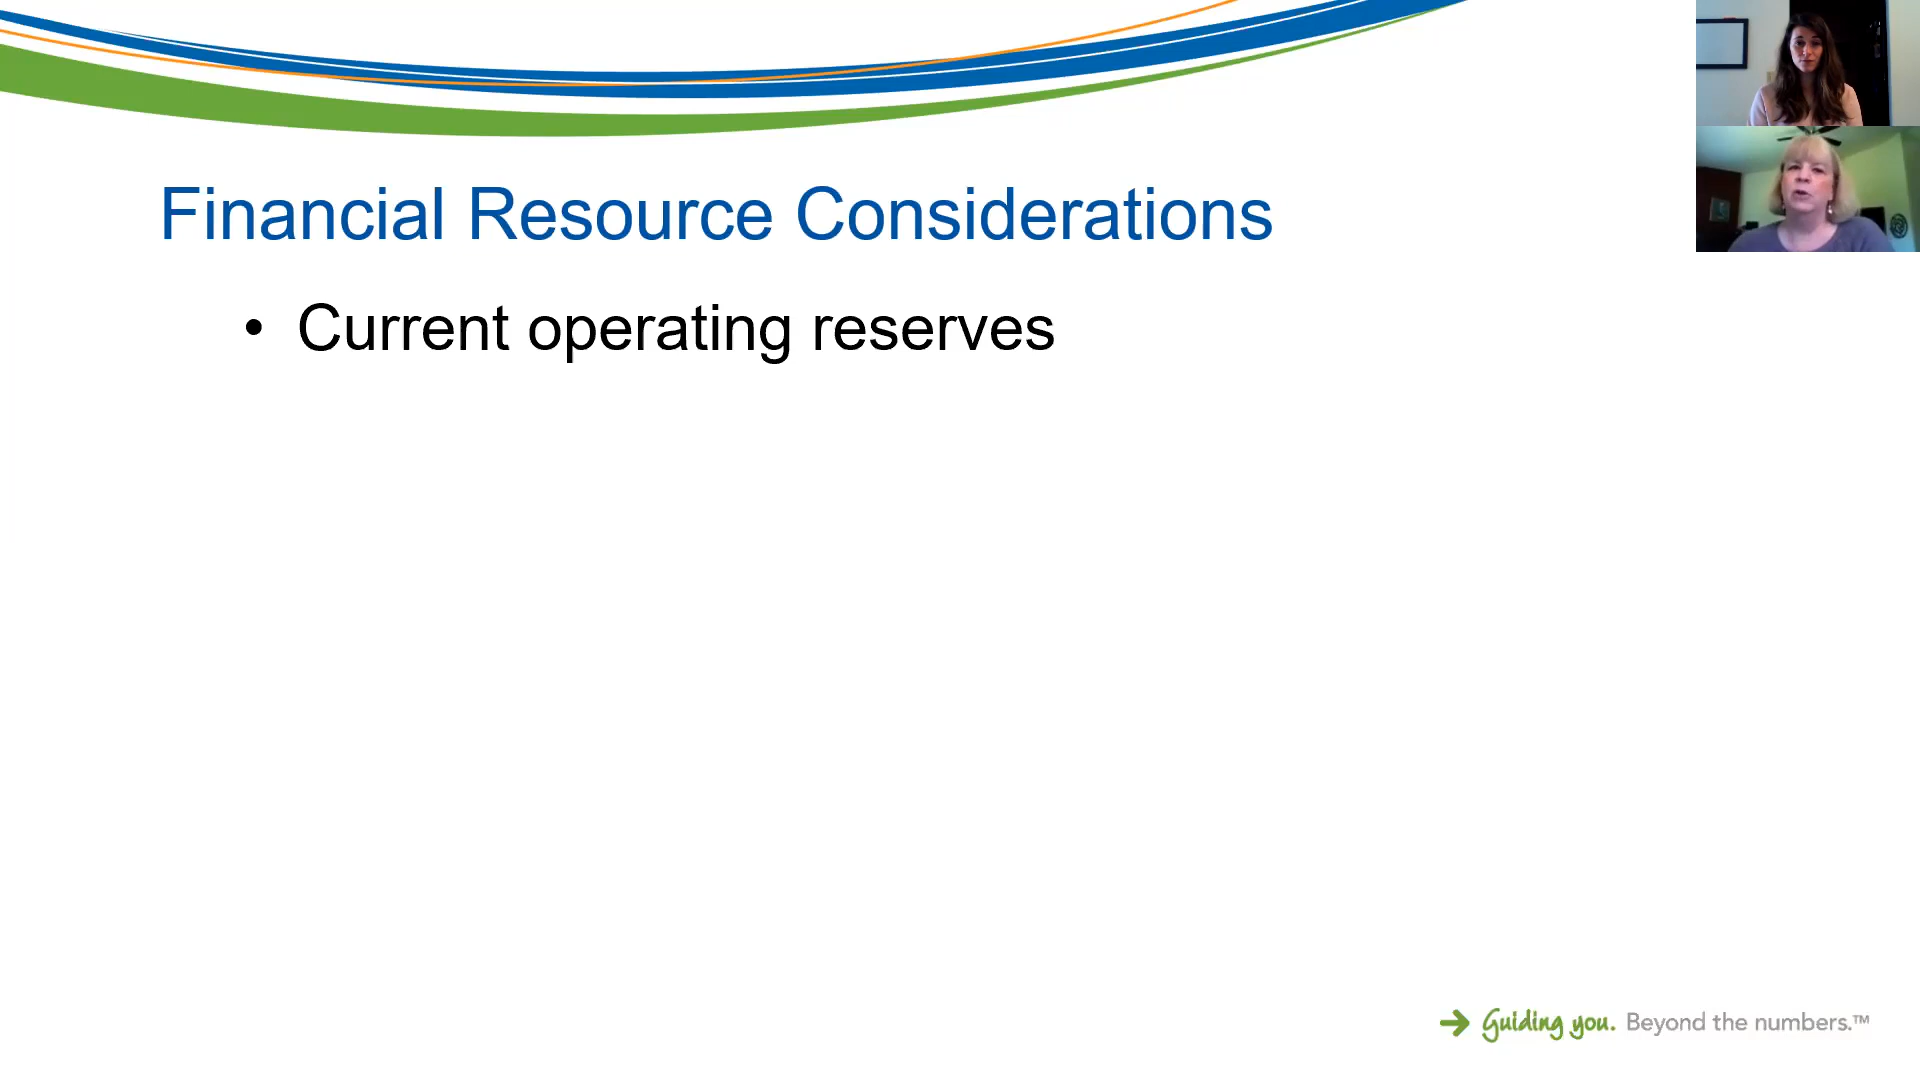 Financial Resource Considerations
• Current operating reserves
Guiding you. Beyond the numbers.™